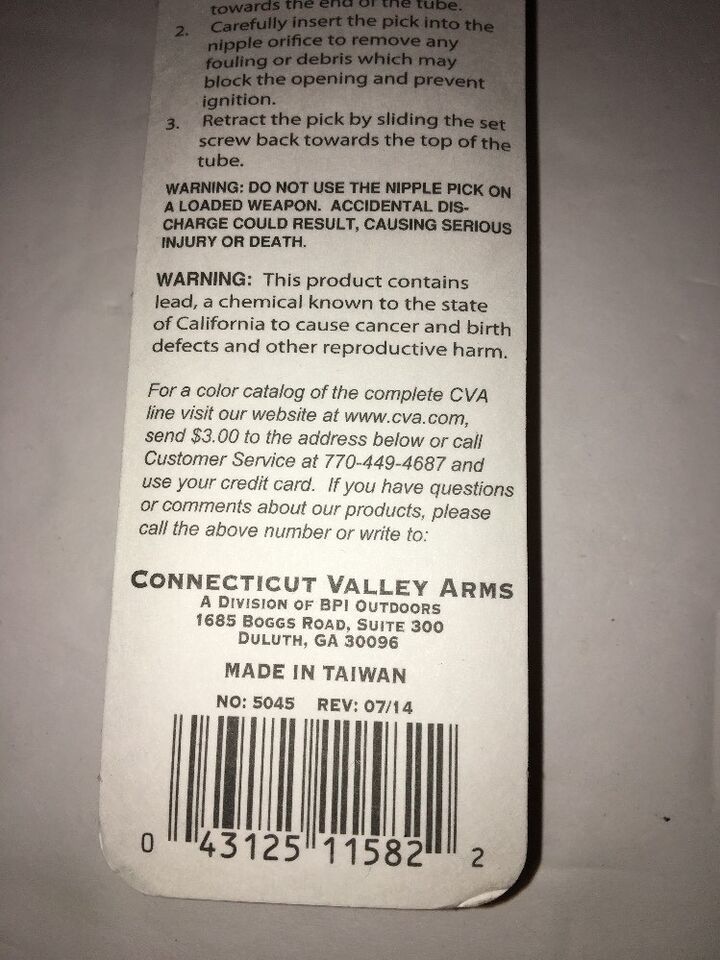 towards the end of the tube.
2. Carefully insert the pick into the
nipple orifice to remove any
fouling or debris which may
block the opening and prevent
ignition.
3. Retract the pick by sliding the set
screw back towards the top of the
tube.
WARNING: DO NOT USE THE NIPPLE PICK ON
A LOADED WEAPON. ACCIDENTAL DIS-
CHARGE COULD RESULT, CAUSING SERIOUS
INJURY OR DEATH.
WARNING: This product contains
lead, a chemical known to the state
of California to cause cancer and birth
defects and other reproductive harm.
For a color catalog of the complete CVA
line visit our website at www.cva.com,
send $3.00 to the address below or call
Customer Service at 770-449-4687 and
use your credit card. If you have questions
or comments about our products, please
call the above number or write to:
CONNECTICUT VALLEY ARMS
A DIVISION OF BPI OUTDOORS
1685 BOGGS ROAD, SUITE 300
DULUTH, GA 30096
MADE IN TAIWAN
NO: 5045 REV: 07/14
0 43125 11582 2